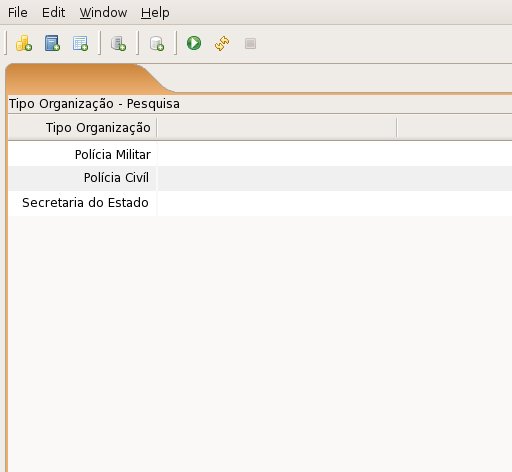 File Edit Window Help
Tipo Organização - Pesquisa
Tipo Organização
Polícia Militar
Polícia Civíl
Secretaria do Estado